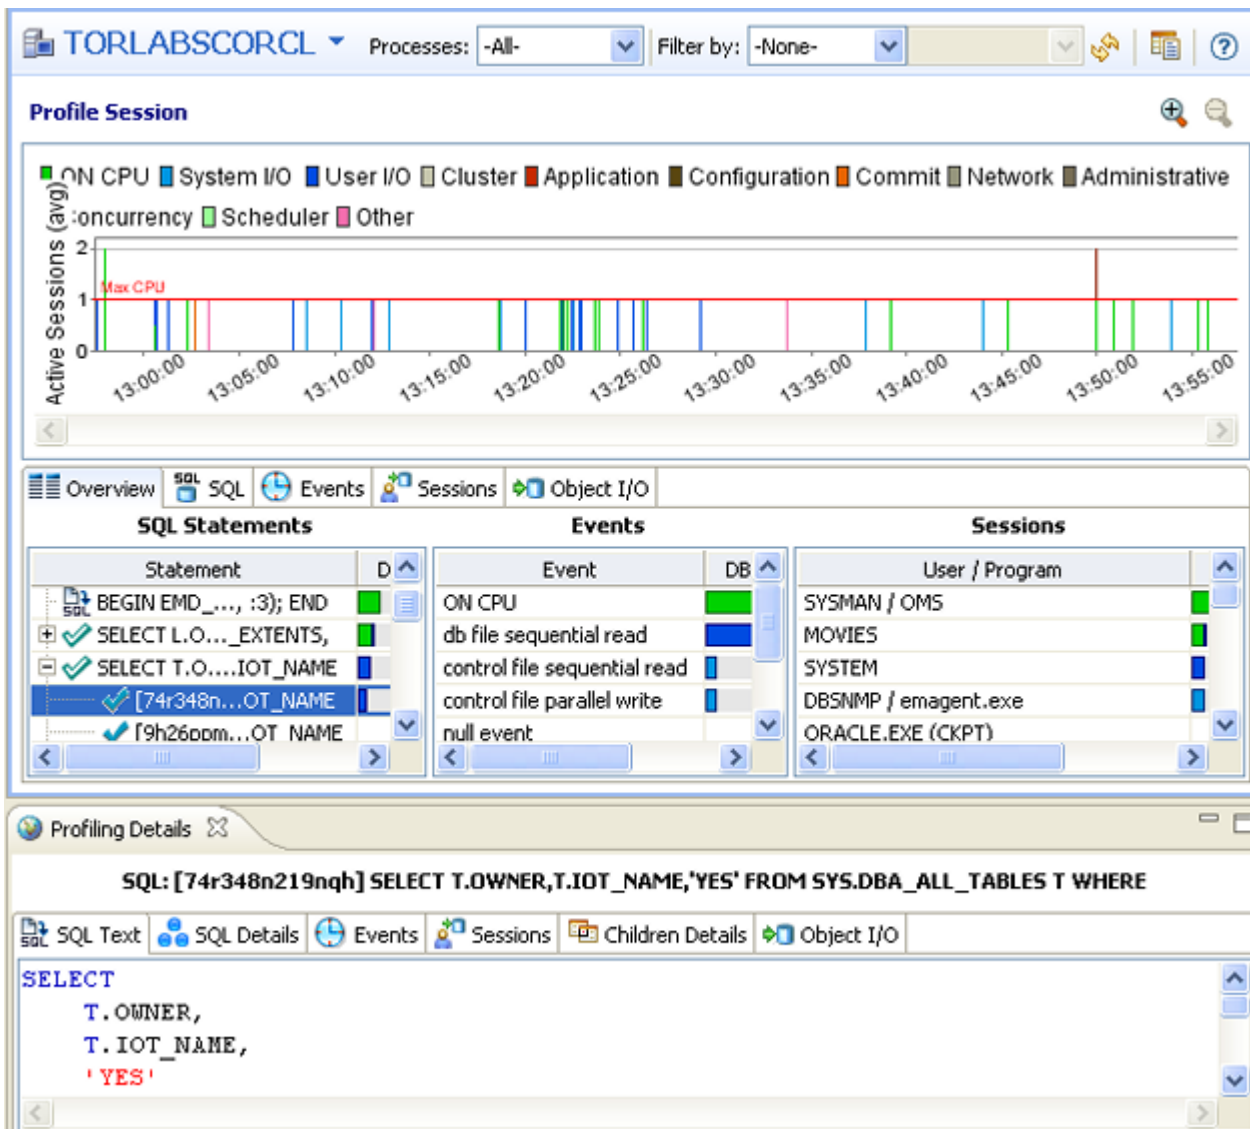 TORLABSCORCL Processes: -All- Filter by: -None-
Profile Session
ON CPU System I/O User I/O Cluster Application Configuration Commit Network Administrative
:oncurrency Scheduler Other
Active Sessions (avg)
2
Max CPU
1
0
13:00:00 13:05:00 13:10:00 13:15:00 13:20:00 13:25:00 13:30:00 13:35:00 13:40:00 13:45:00 13:50:00 13:55:00
Overview SQL Events Sessions Object I/O
SQL Statements Events Sessions
Statement D Event DB User / Program
BEGIN EMD_..., :3); END ON CPU SYSMAN / OMS
SELECT L.O..._EXTENTS, db file sequential read MOVIES
SELECT T.O....IOT_NAME control file sequential read SYSTEM
[74r348n...OT_NAME control file parallel write DBSNMP / emagent.exe
[9h26ppm...OT_NAME null event ORACLE.EXE (CKPT)
Profiling Details
SQL: [74r348n219nqh] SELECT T.OWNER,T.IOT_NAME,'YES' FROM SYS.DBA_ALL_TABLES T WHERE
SQL Text SQL Details Events Sessions Children Details Object I/O
SELECT
T.OWNER,
T.IOT_NAME,
'YES'